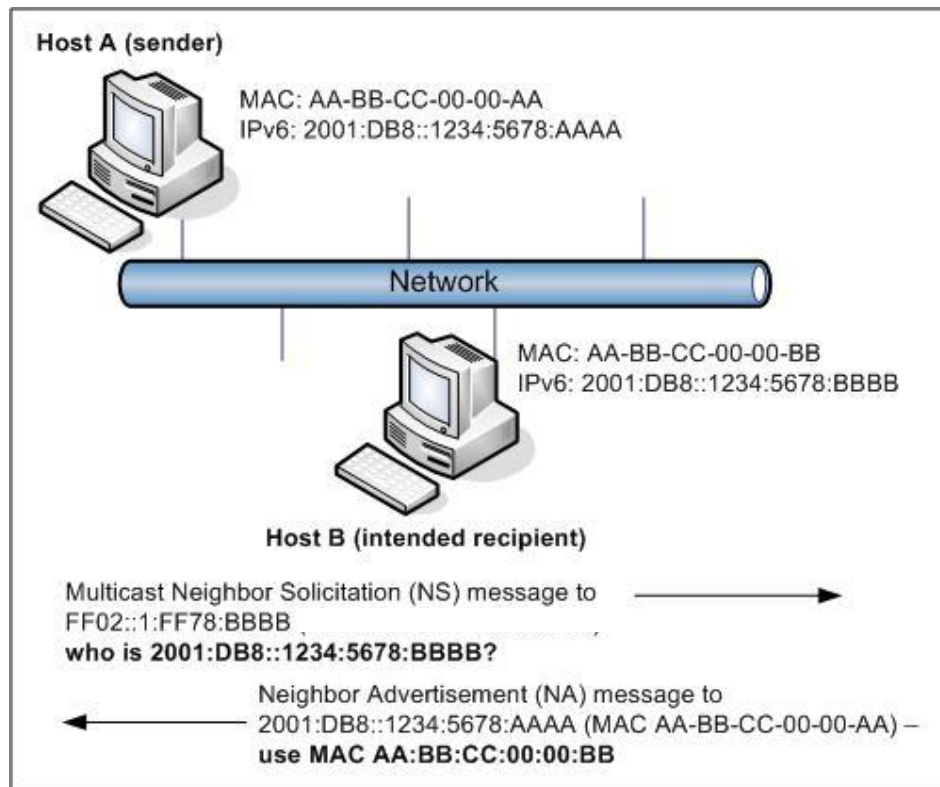 Host A (sender)
MAC: AA-BB-CC-00-00-AA
IPv6: 2001:DB8::1234:5678:AAAA
Network
MAC: AA-BB-CC-00-00-BB
IPv6: 2001:DB8::1234:5678:BBBB
Host B (intended recipient)
Multicast Neighbor Solicitation (NS) message to
FF02::1:FF78:BBBB
who is 2001:DB8::1234:5678:BBBB?
Neighbor Advertisement (NA) message to
2001:DB8::1234:5678:AAAA (MAC AA-BB-CC-00-00-AA) –
use MAC AA:BB:CC:00:00:BB